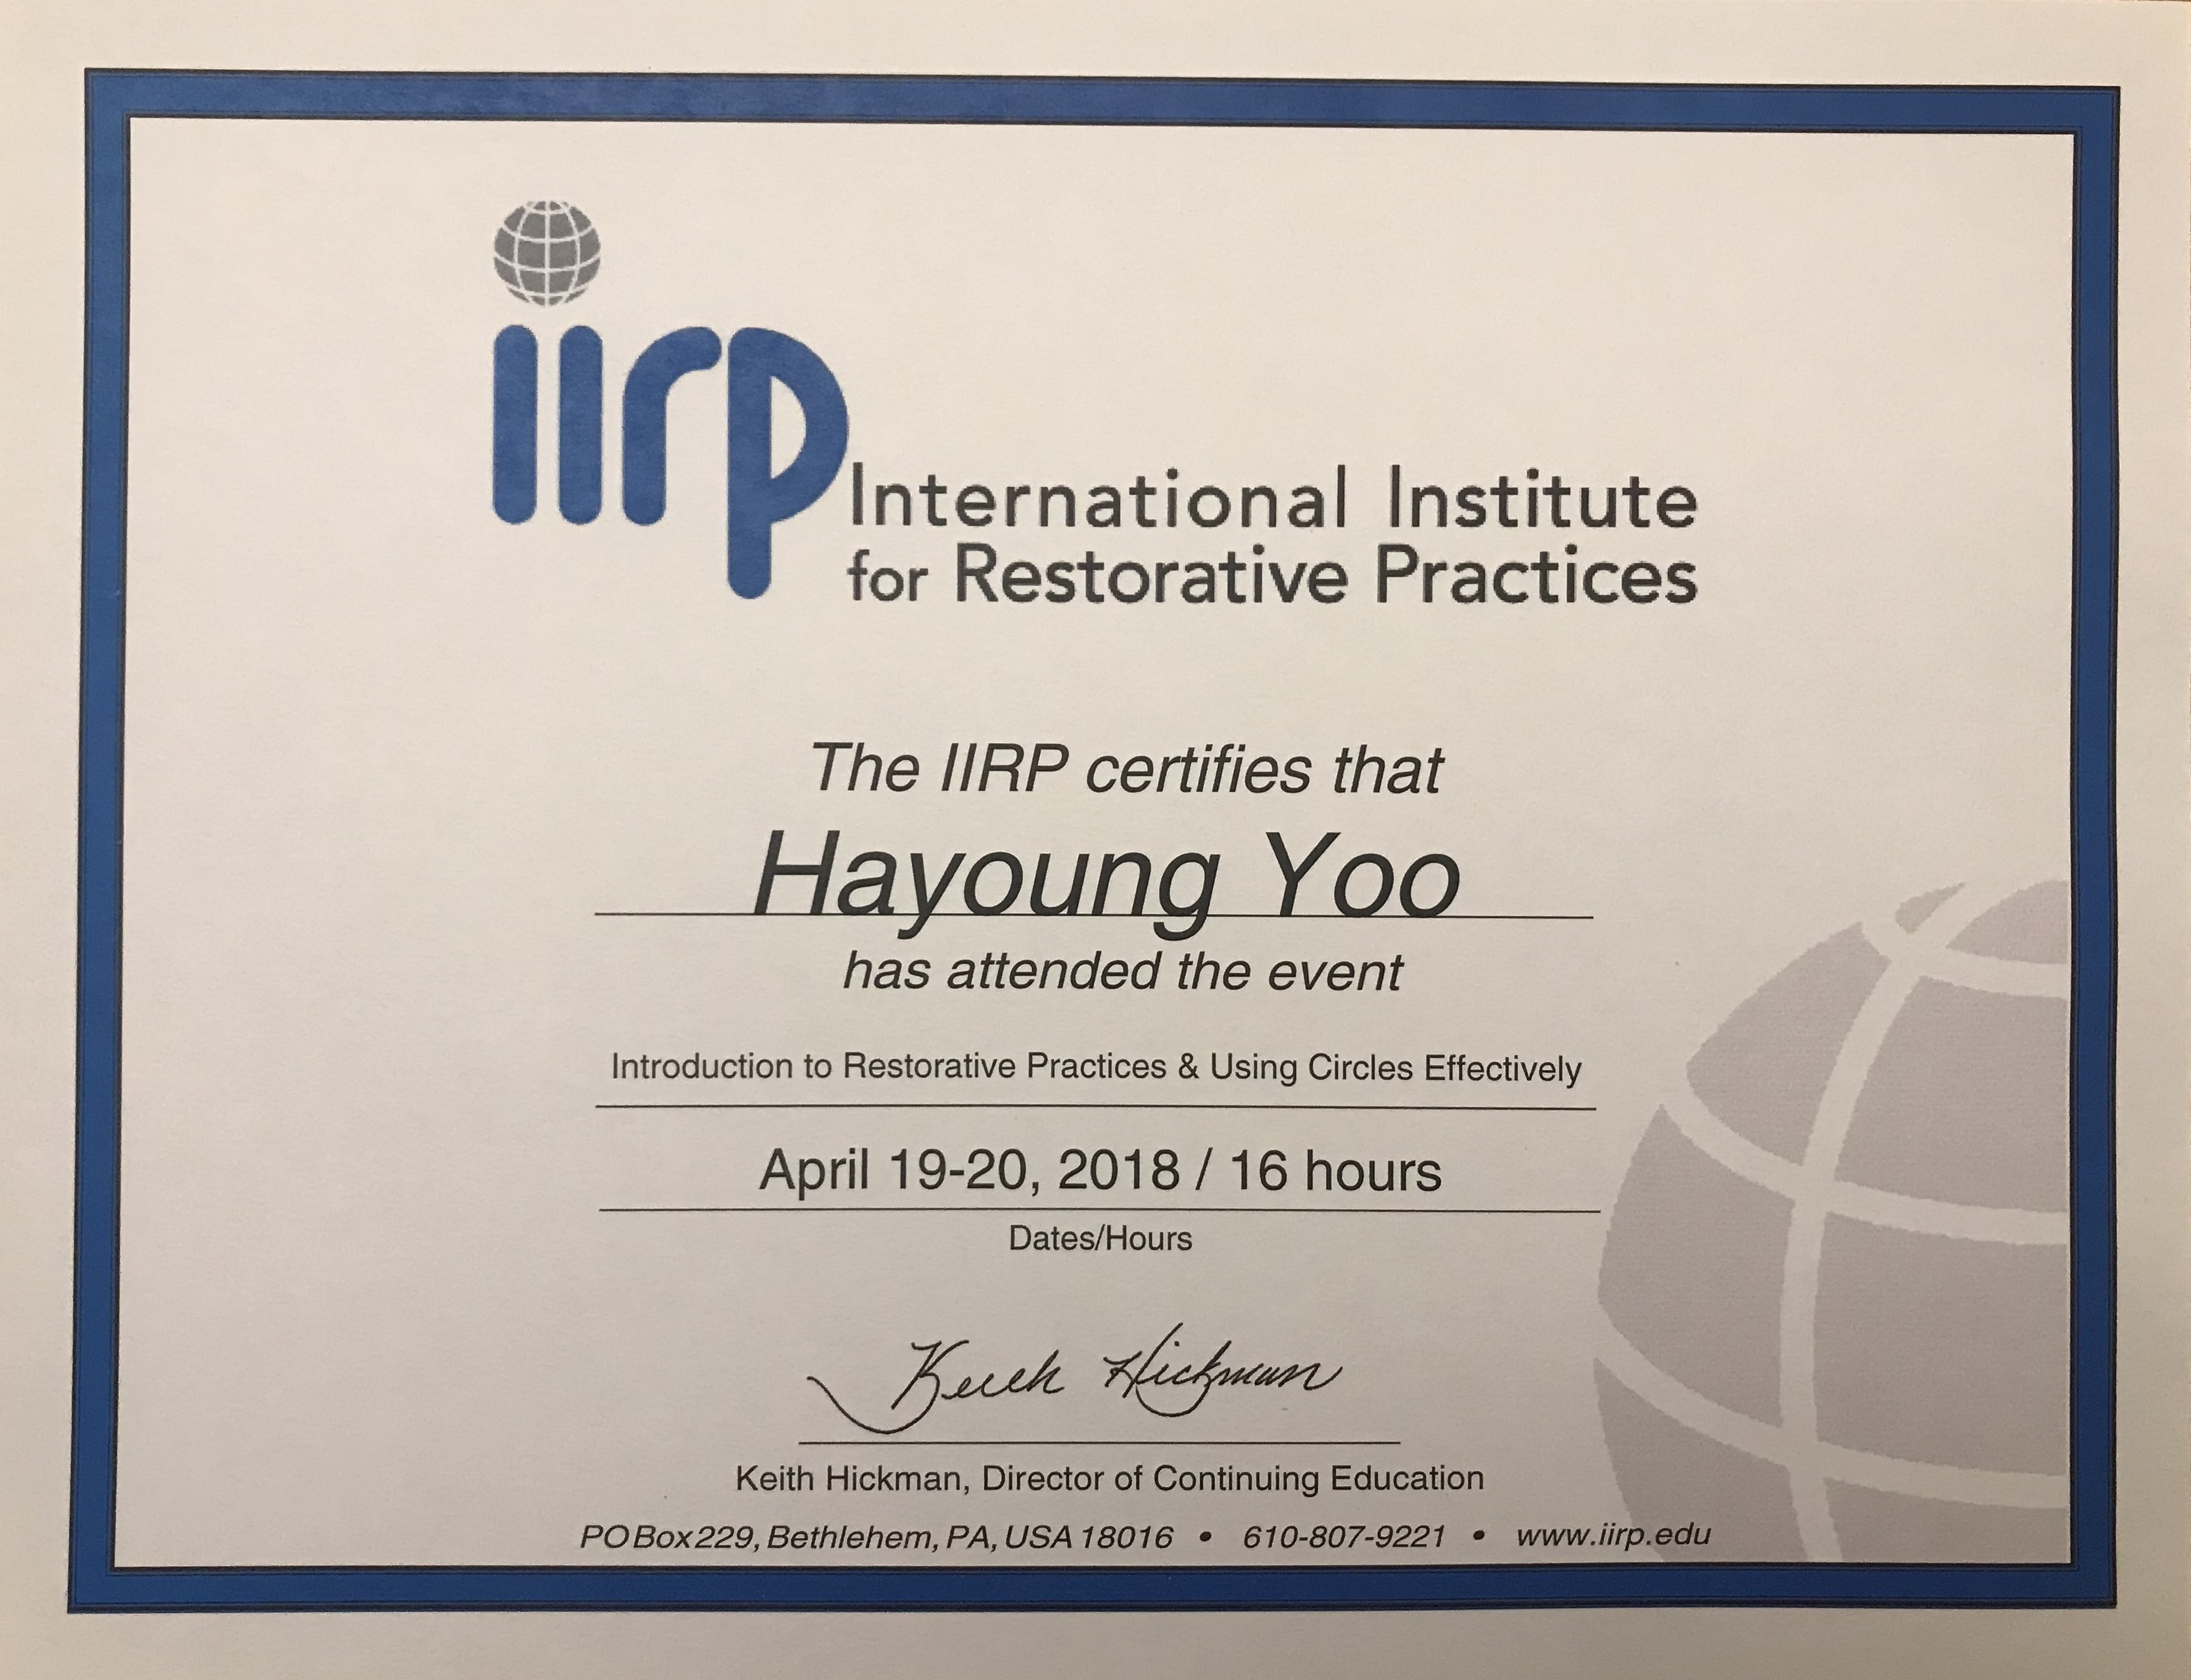 iirp
International Institute
for Restorative Practices
The IIRP certifies that
Hayoung Yoo
has attended the event
Introduction to Restorative Practices & Using Circles Effectively
April 19-20, 2018 / 16 hours
Dates/Hours
Keith Hickman
Keith Hickman, Director of Continuing Education
PO Box 229, Bethlehem, PA, USA 18016 • 610-807-9221 • www.iirp.edu